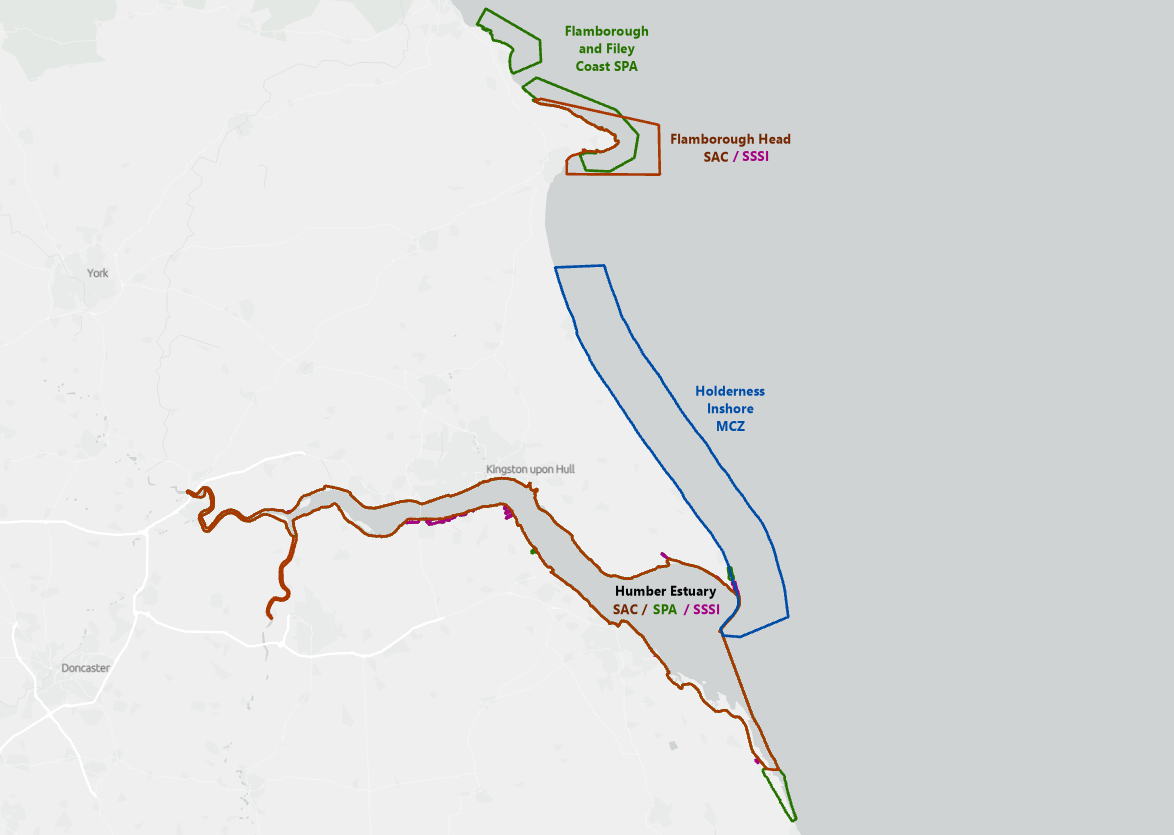 Flamborough
and Filey
Coast SPA
Flamborough Head
SAC / SSSI
York
Holderness
Inshore
MCZ
Kingston upon Hull
Humber Estuary
SAC / SPA / SSSI
Doncaster